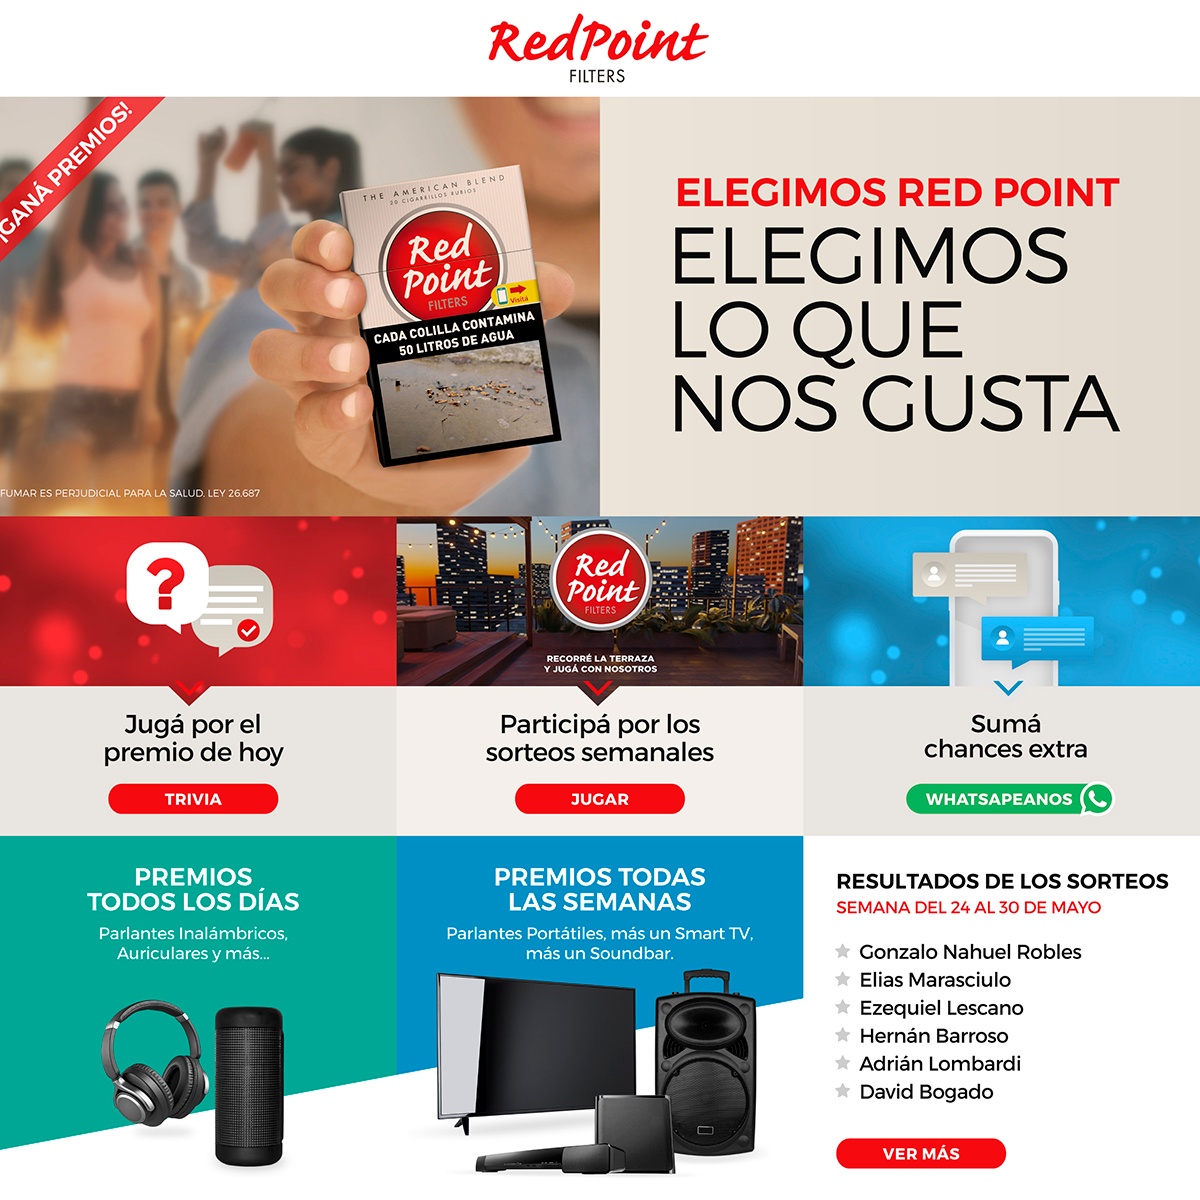 RedPoint
FILTERS
¡GANÁ PREMIOS!
THE AMERICAN BLEND
20 CIGARRILLOS RUBIOS
Red
Point
FILTERS
Visitá
CADA COLILLA CONTAMINA
50 LITROS DE AGUA
FUMAR ES PERJUDICIAL PARA LA SALUD. LEY 26.687
ELEGIMOS RED POINT
ELEGIMOS
LO QUE
NOS GUSTA
?
Jugá por el
premio de hoy
TRIVIA
Red
Point
FILTERS
RECORRÉ LA TERRAZA
Y JUGÁ CON NOSOTROS
Participá por los
sorteos semanales
JUGAR
Sumá
chances extra
WHATSAPEANOS
PREMIOS
TODOS LOS DÍAS
Parlantes Inalámbricos,
Auriculares y más...
PREMIOS TODAS
LAS SEMANAS
Parlantes Portátiles, más un Smart TV,
más un Soundbar.
RESULTADOS DE LOS SORTEOS
SEMANA DEL 24 AL 30 DE MAYO
Gonzalo Nahuel Robles
Elias Marasciulo
Ezequiel Lescano
Hernán Barroso
Adrián Lombardi
David Bogado
VER MÁS